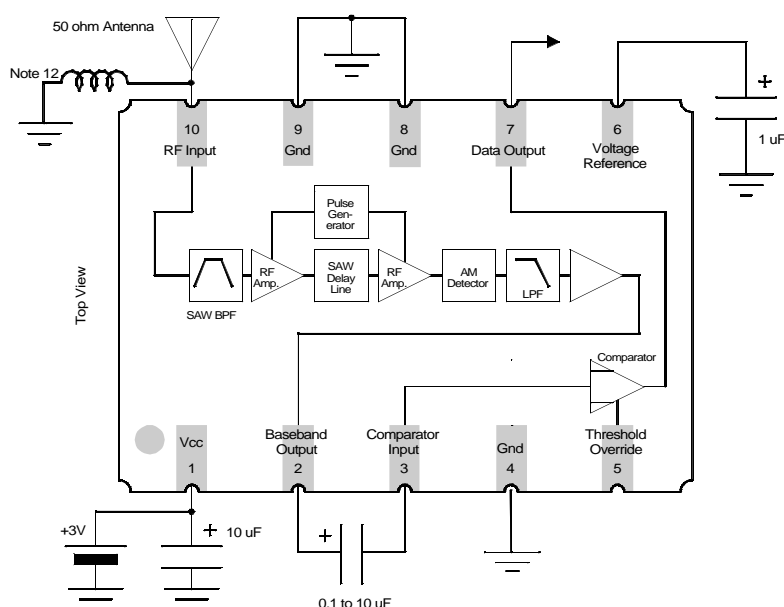 50 ohm Antenna
Note 12
+
1 uF
10
RF Input
9
Gnd
8
Gnd
7
Data Output
6
Voltage
Reference
Top View
Pulse
Gen-
erator
SAW BPF
RF
Amp.
SAW
Delay
Line
RF
Amp.
AM
Detector
LPF
Comparator
Vcc
1
Baseband
Output
2
Comparator
Input
3
Gnd
4
Threshold
Override
5
+3V
+ 10 uF
+
0.1 to 10 uF